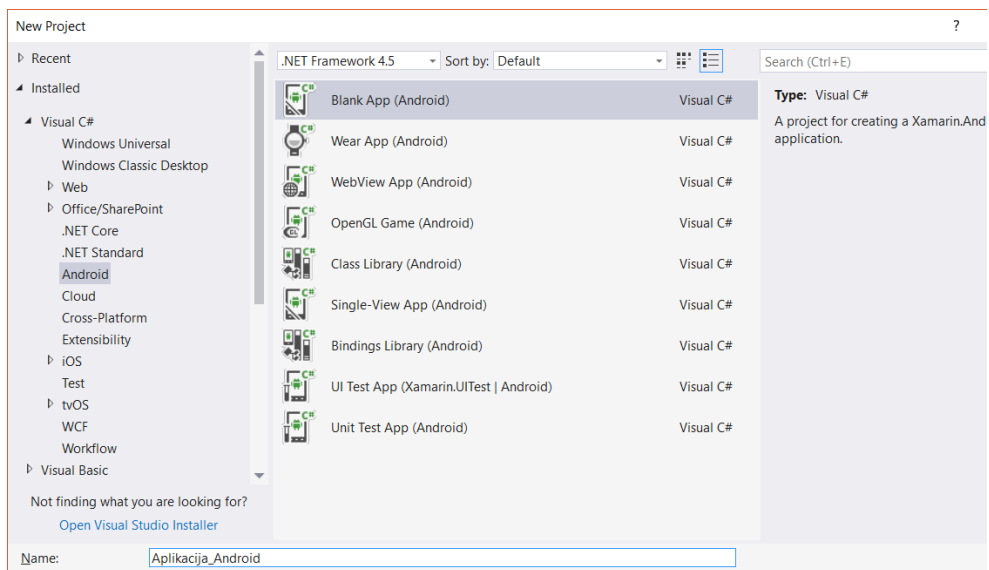 New Project
?
Recent
Installed
Visual C#
Windows Universal
Windows Classic Desktop
Web
Office/SharePoint
.NET Core
.NET Standard
Android
Cloud
Cross-Platform
Extensibility
iOS
Test
tvOS
WCF
Workflow
Visual Basic
Not finding what you are looking for?
Open Visual Studio Installer
.NET Framework 4.5 Sort by: Default
Blank App (Android) Visual C#
Wear App (Android) Visual C#
WebView App (Android) Visual C#
OpenGL Game (Android) Visual C#
Class Library (Android) Visual C#
Single-View App (Android) Visual C#
Bindings Library (Android) Visual C#
UI Test App (Xamarin.UITest | Android) Visual C#
Unit Test App (Android) Visual C#
Search (Ctrl+E)
Type: Visual C#
A project for creating a Xamarin.And
application.
Name: Aplikacija_Android